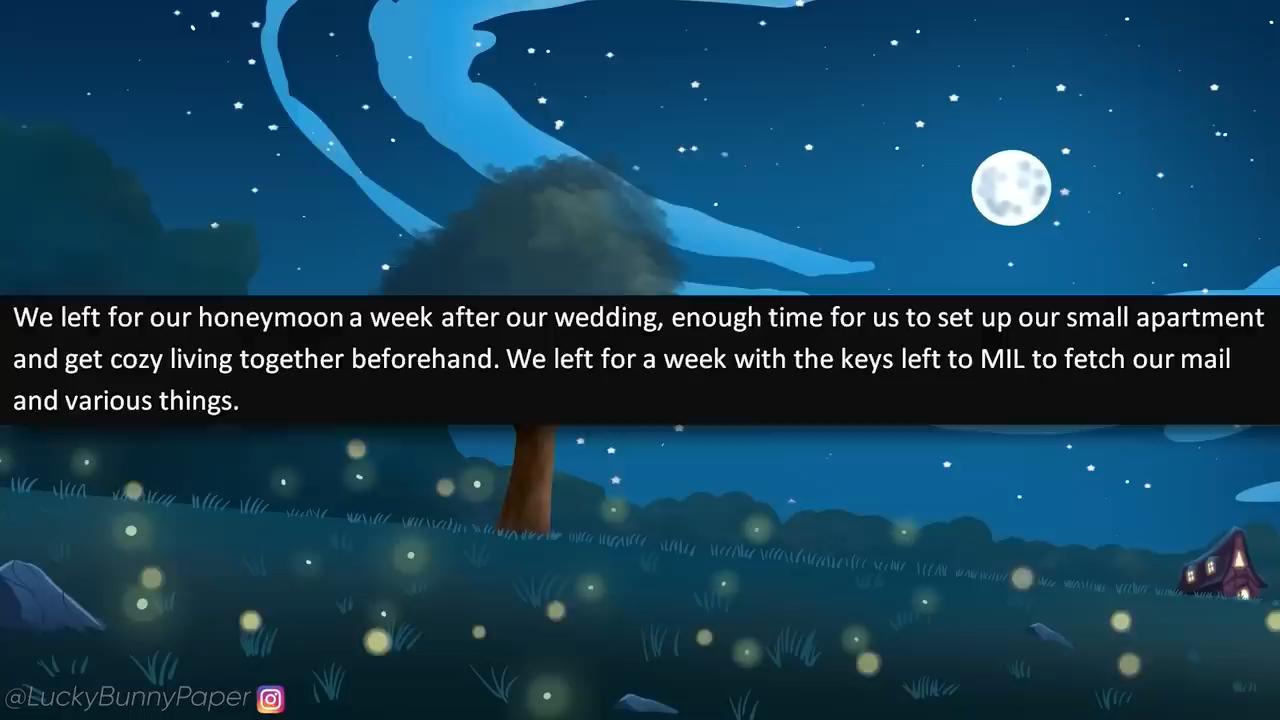 We left for our honeymoon a week after our wedding, enough time for us to set up our small apartment
and get cozy living together beforehand. We left for a week with the keys left to MIL to fetch our mail
and various things.
@LuckyBunnyPaper